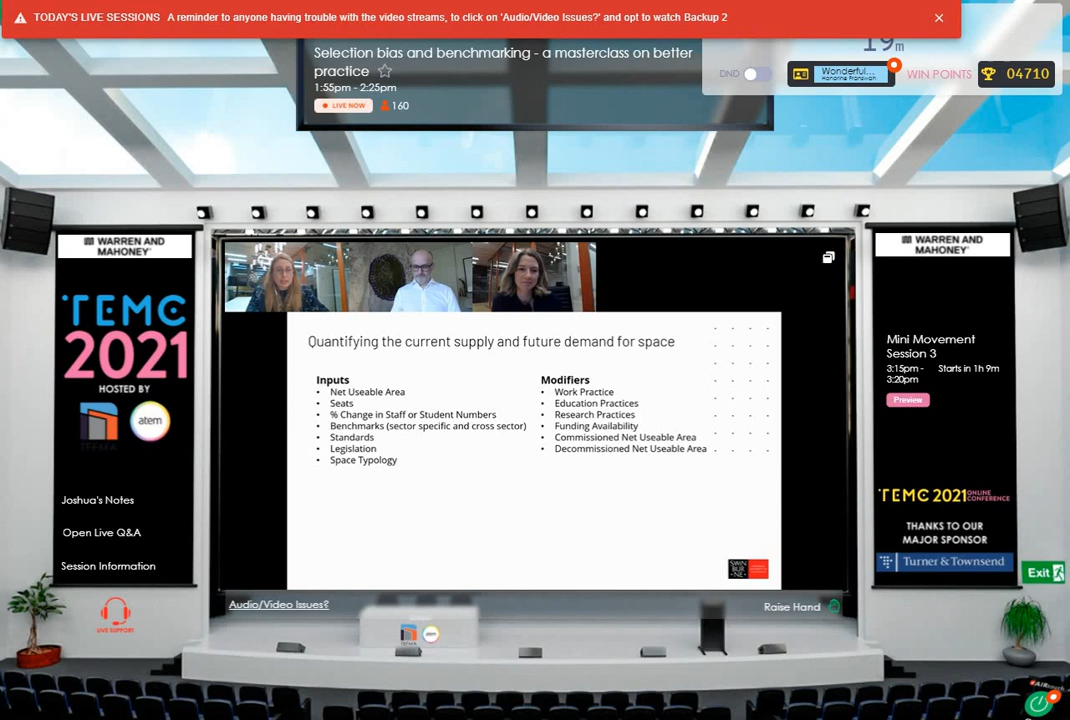 TODAY'S LIVE SESSIONS A reminder to anyone having trouble with the video streams, to click on 'Audio/Video Issues?' and opt to watch Backup 2
Selection bias and benchmarking - a masterclass on better
practice
1:55pm - 2:25pm
LIVE NOW
160
19m
DND
Wonderful...
WIN POINTS
04710
WARREN AND
MAHONEY
TEMC
2021
HOSTED BY
TEFMA
atem
Joshua's Notes
Open Live Q&A
Session Information
LIVE SUPPORT
Quantifying the current supply and future demand for space
Inputs
• Net Useable Area
• Seats
• % Change in Staff or Student Numbers
• Benchmarks (sector specific and cross sector)
• Standards
• Legislation
• Space Typology
Modifiers
• Work Practice
• Education Practices
• Research Practices
• Funding Availability
• Commissioned Net Useable Area
• Decommissioned Net Useable Area
SWIN
BUR
NE
Audio/Video Issues?
Raise Hand
TEFMA
atem
WARREN AND
MAHONEY
Mini Movement
Session 3
3:15pm -
3:20pm
Starts in 1h 9m
Preview
TEMC 2021 ONLINE
CONFERENCE
THANKS TO OUR
MAJOR SPONSOR
Turner & Townsend
Exit